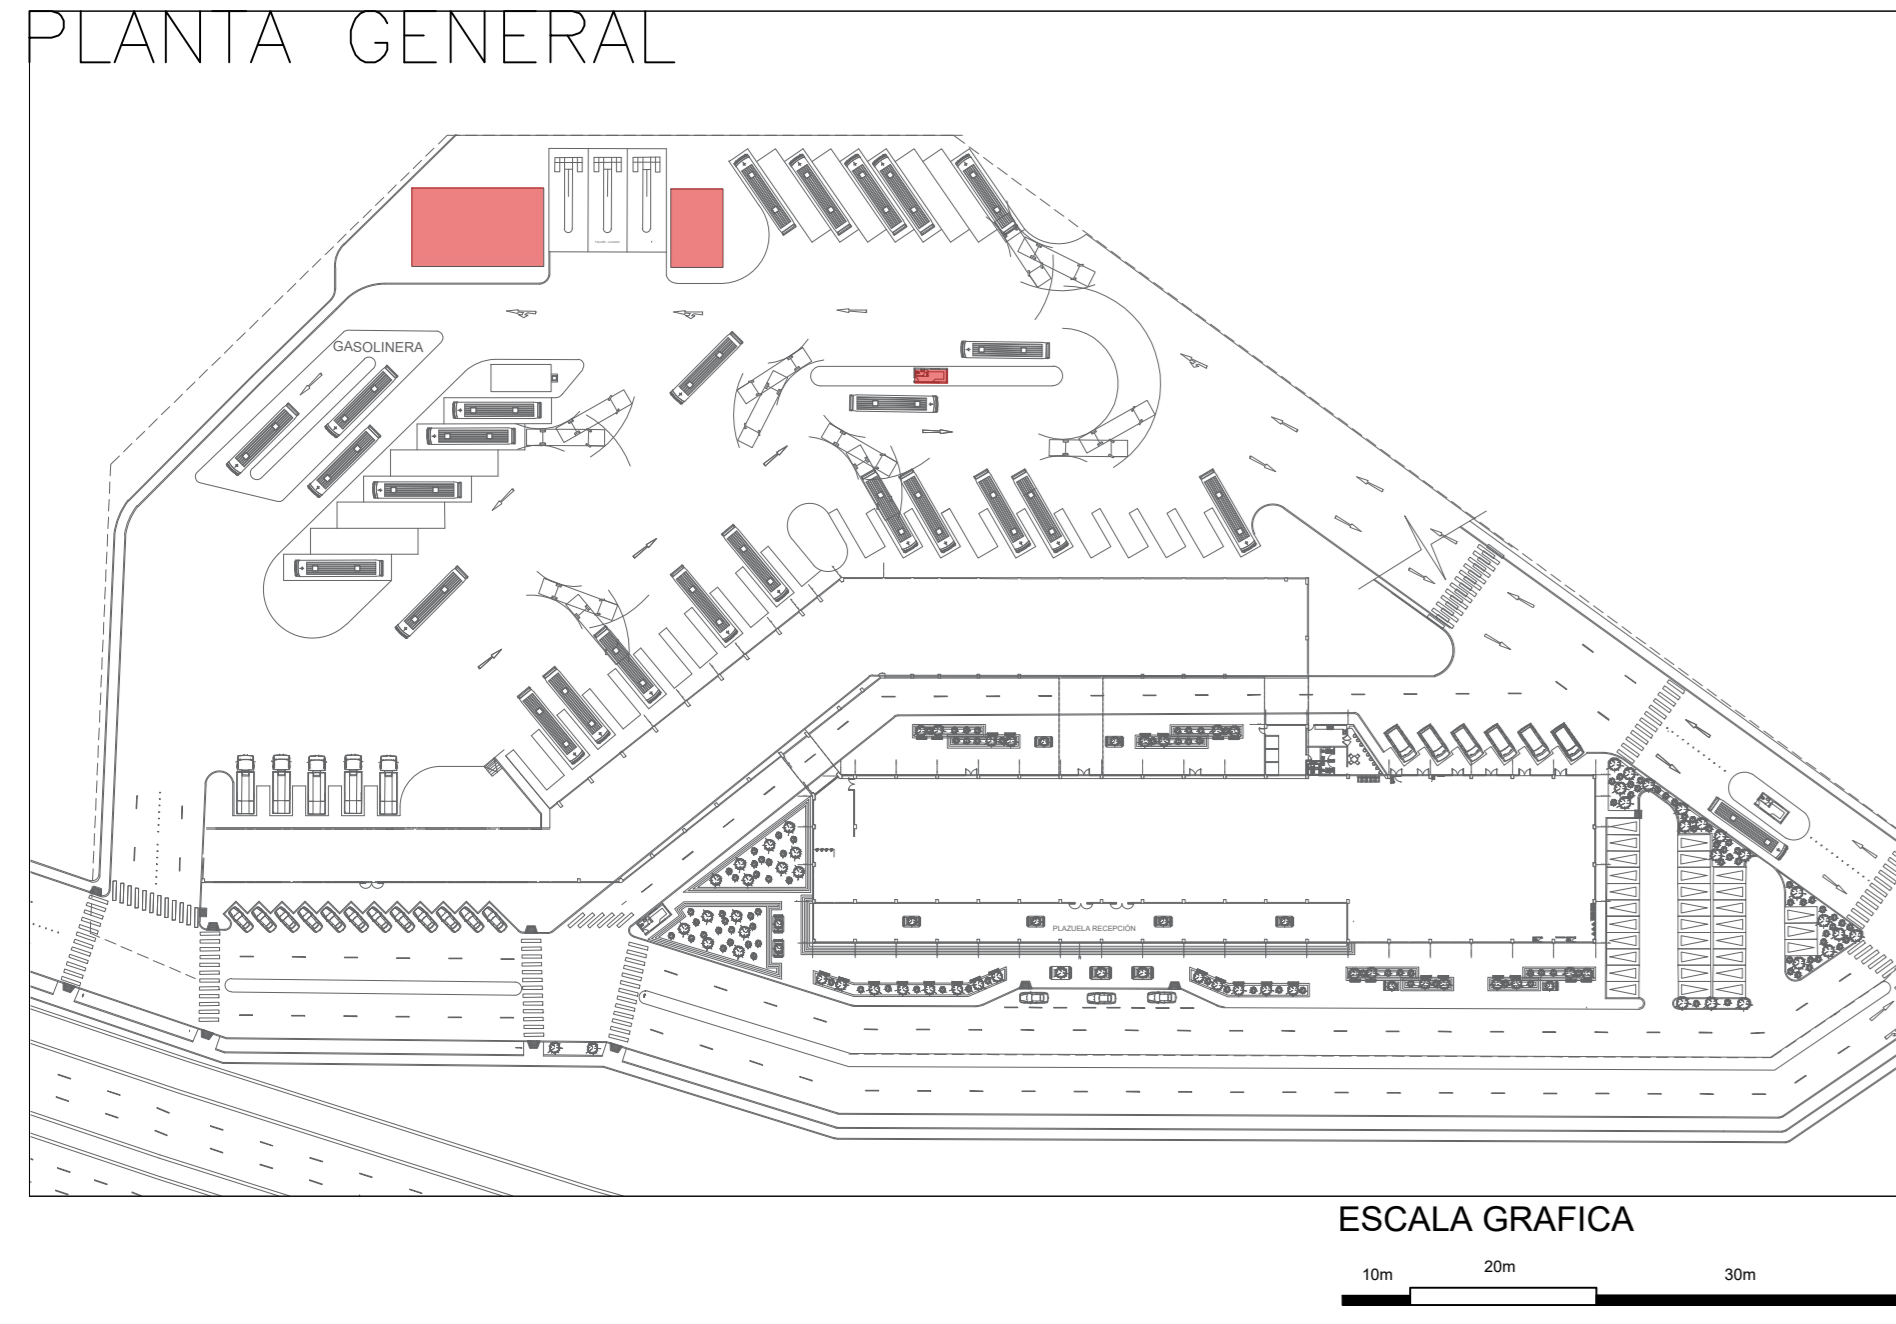 PLANTA GENERAL
GASOLINERA
PLAZUELA RECEPCIÓN
ESCALA GRAFICA
10m
20m
30m